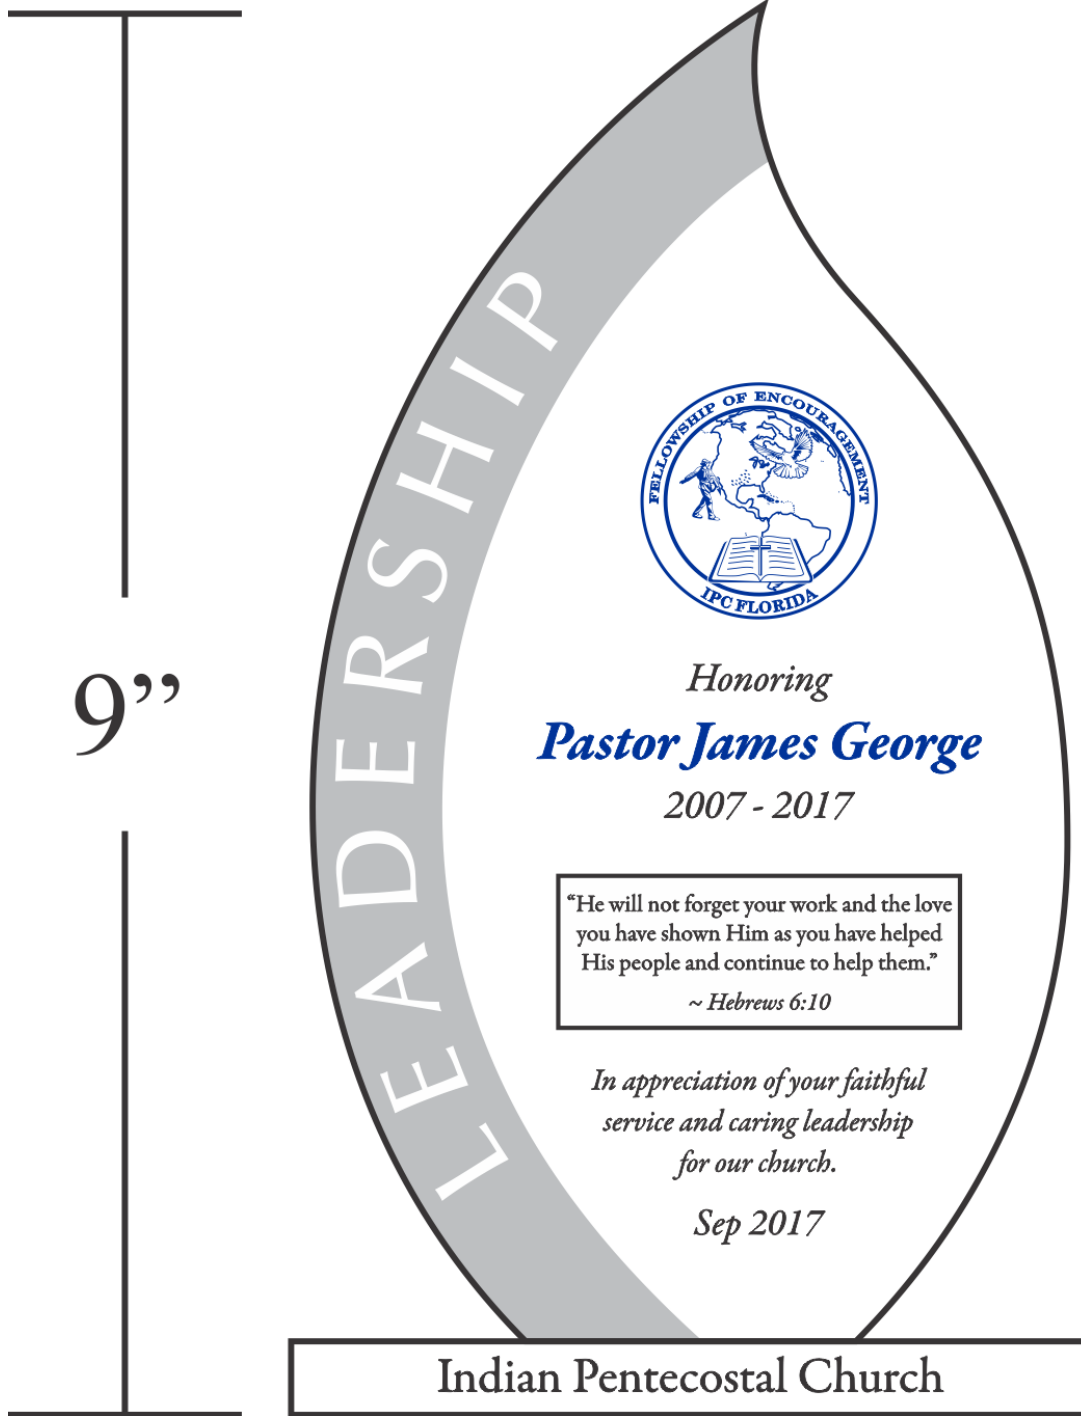 LEADERSHIP
FELLOWSHIP OF ENCOURAGEMENT
IPC FLORIDA
Honoring
Pastor James George
2007 - 2017
“He will not forget your work and the love
you have shown Him as you have helped
His people and continue to help them.”
~ Hebrews 6:10
In appreciation of your faithful
service and caring leadership
for our church.
Sep 2017
9”
Indian Pentecostal Church